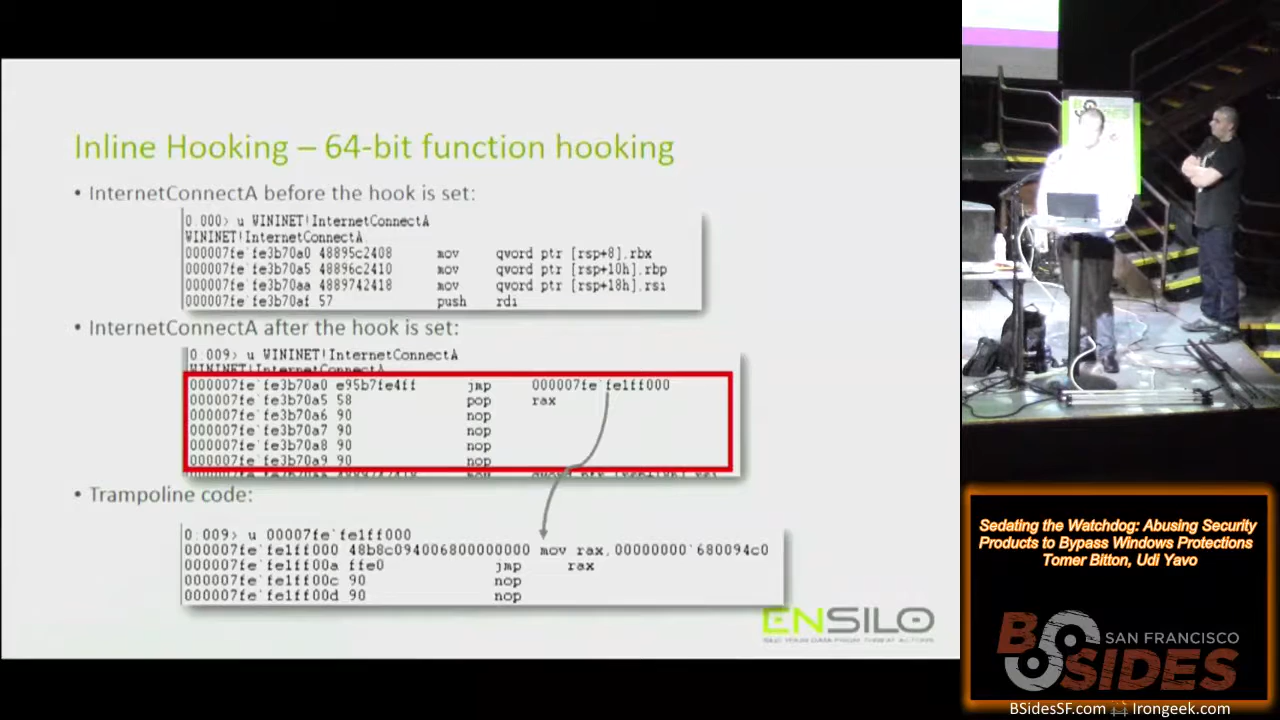 Inline Hooking – 64-bit function hooking
• InternetConnectA before the hook is set:
0:000> u WININET!InternetConnectA
WININET!InternetConnectA
000007fe`fe3b70a0 48895c2408 mov qword ptr [rsp+8],rbx
000007fe`fe3b70a5 48896c2410 mov qword ptr [rsp+10h],rbp
000007fe`fe3b70aa 4889742418 mov qword ptr [rsp+18h],rsi
000007fe`fe3b70af 57 push rdi
• InternetConnectA after the hook is set:
0:009> u WININET!InternetConnectA
WININET!InternetConnectA
000007fe`fe3b70a0 e95b7fe4ff jmp 000007fe`fe1ff000
000007fe`fe3b70a5 58 pop rax
000007fe`fe3b70a6 90 nop
000007fe`fe3b70a7 90 nop
000007fe`fe3b70a8 90 nop
000007fe`fe3b70a9 90 nop
• Trampoline code:
0:009> u 00007fe`fe1ff000
000007fe`fe1ff000 48b8c094006800000000 mov rax,00000000`680094c0
000007fe`fe1ff00a ffe0 jmp rax
000007fe`fe1ff00c 90 nop
000007fe`fe1ff00d 90 nop
ENSILO
Sedating the Watchdog: Abusing Security
Products to Bypass Windows Protections
Tomer Bitton, Udi Yavo
BSIDES
SAN FRANCISCO
BSidesSF.com Irongeek.com